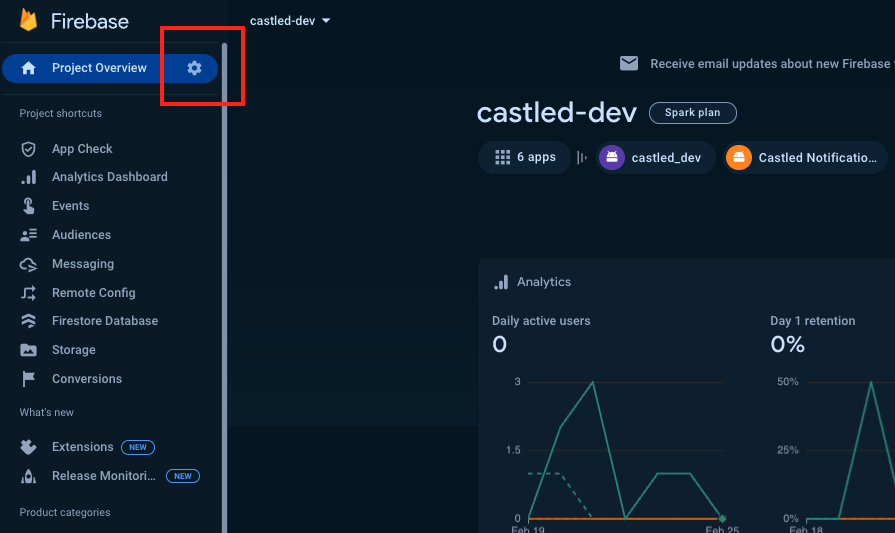 Firebase
castled-dev
Project Overview
Receive email updates about new Firebase
castled-dev
Spark plan
6 apps
castled_dev
Castled Notificatio...
Project shortcuts
App Check
Analytics Dashboard
Events
Audiences
Messaging
Remote Config
Firestore Database
Storage
Conversions
What's new
Extensions NEW
Release Monitori... NEW
Product categories
Analytics
Daily active users
0
3
1.5
0
Feb 19
Feb 25
Day 1 retention
0%
50%
25%
0%
Feb 18